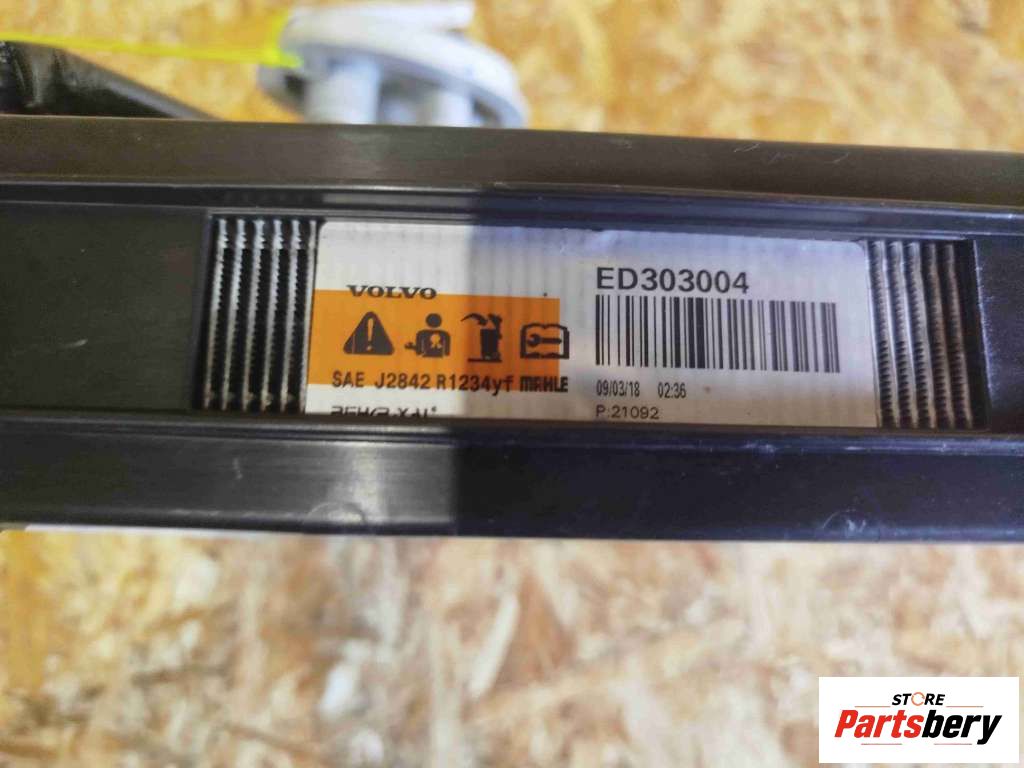 VOLVO
SAE J2842 R1234yf MAHLE
ED303004
09/03/18 02:36
P:21092
STORE
Partsbery